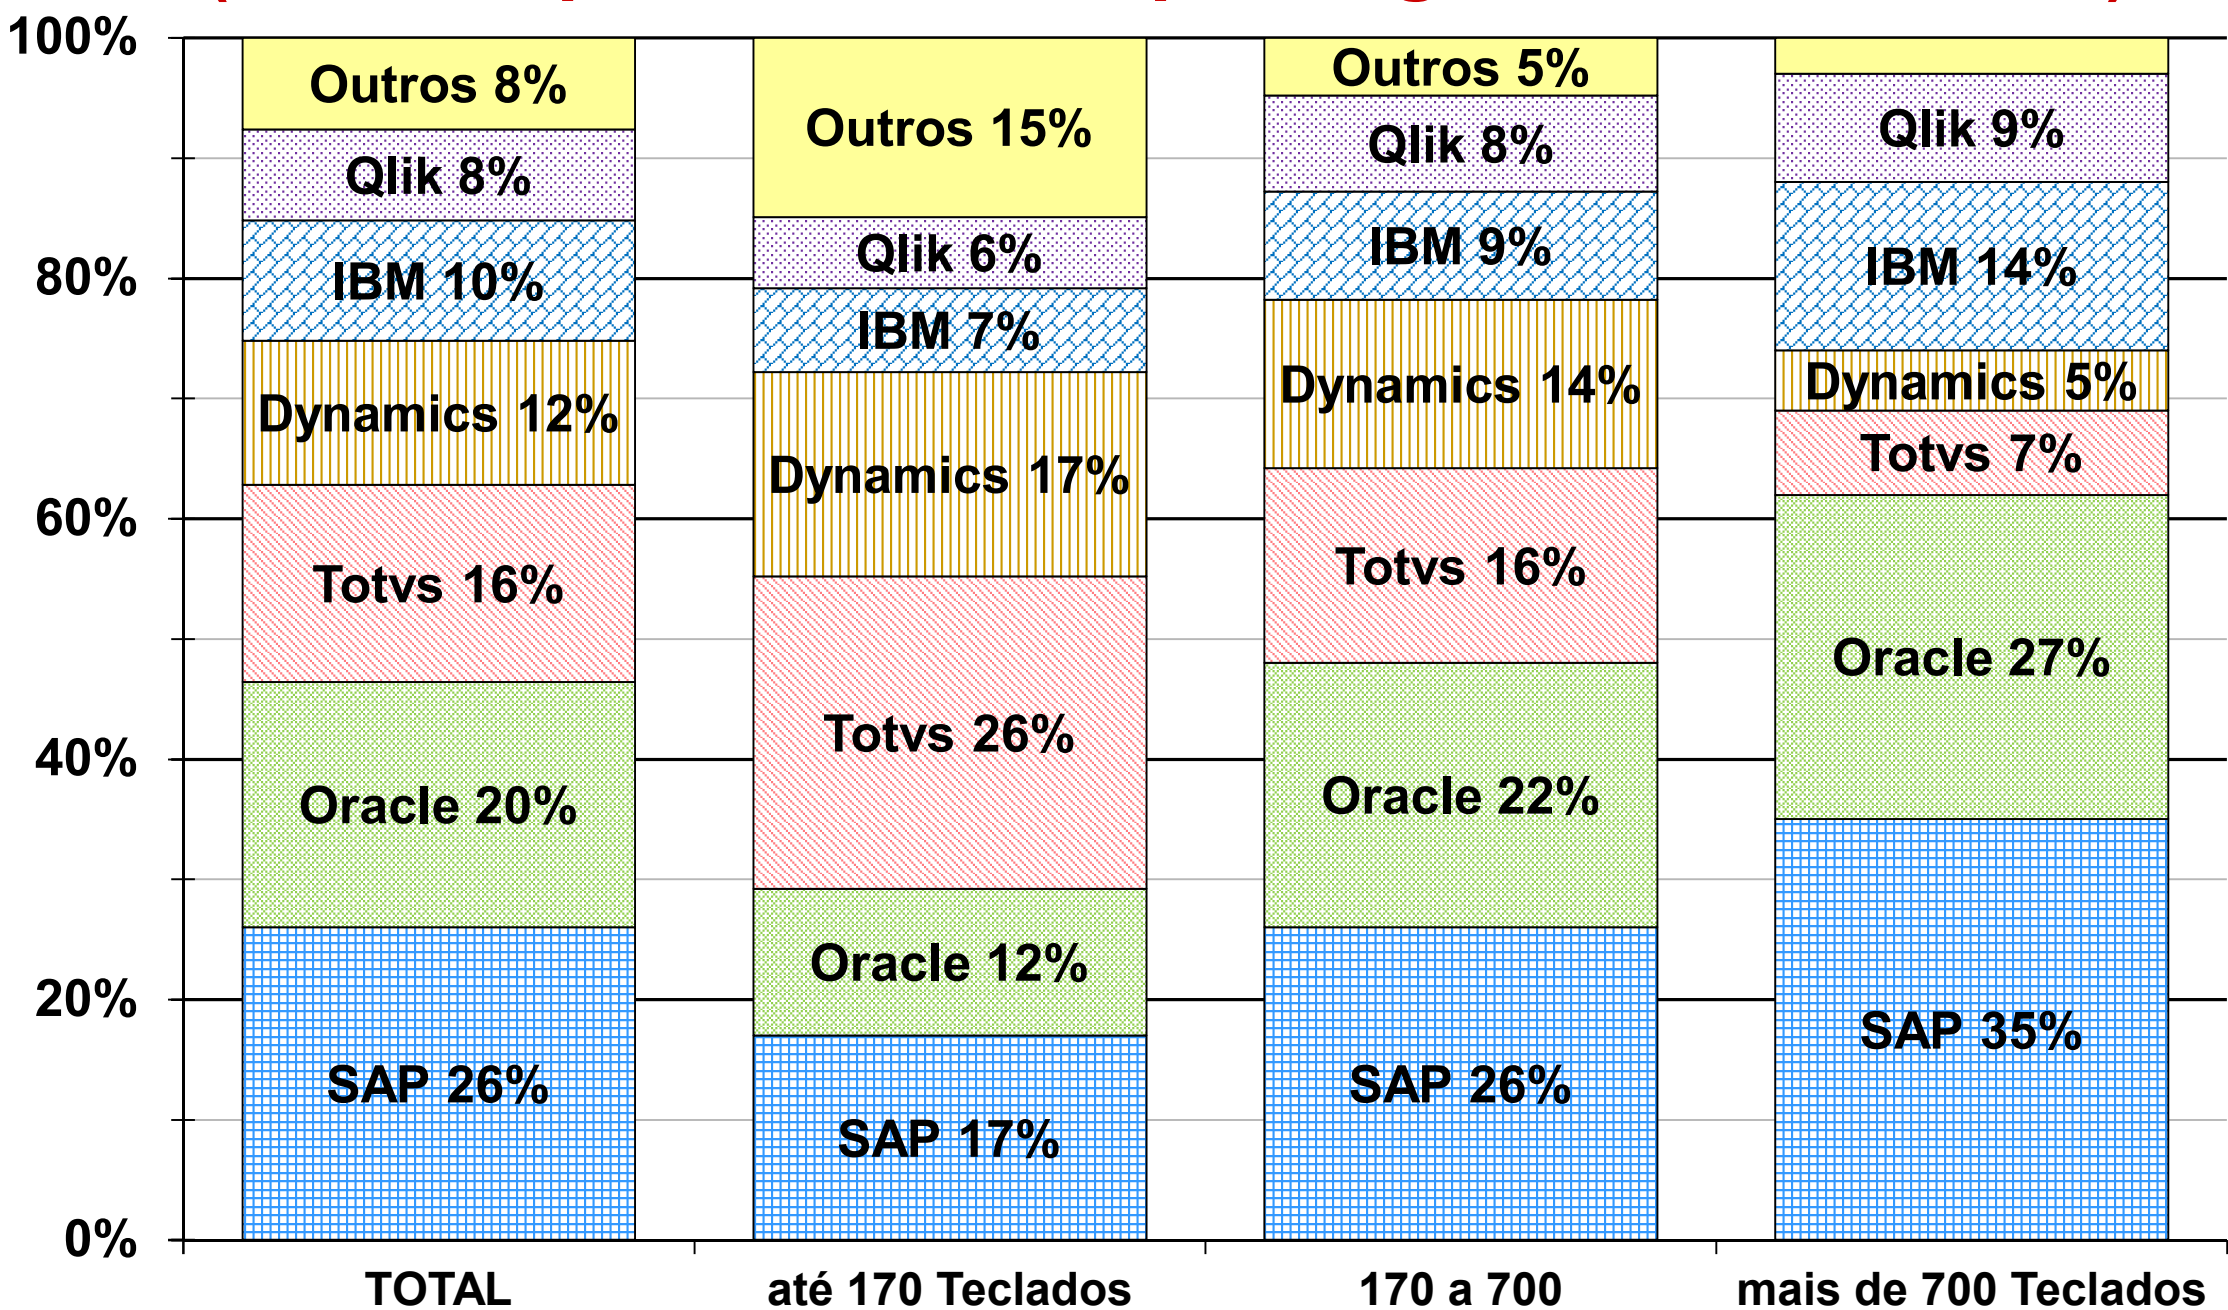 100%
80%
60%
40%
20%
0%
Outros 8%
Qlik 8%
IBM 10%
Dynamics 12%
Totvs 16%
Oracle 20%
SAP 26%
TOTAL
Outros 15%
Qlik 6%
IBM 7%
Dynamics 17%
Totvs 26%
Oracle 12%
SAP 17%
até 170 Teclados
Outros 5%
Qlik 8%
IBM 9%
Dynamics 14%
Totvs 16%
Oracle 22%
SAP 26%
170 a 700
Qlik 9%
IBM 14%
Dynamics 5%
Totvs 7%
Oracle 27%
SAP 35%
mais de 700 Teclados